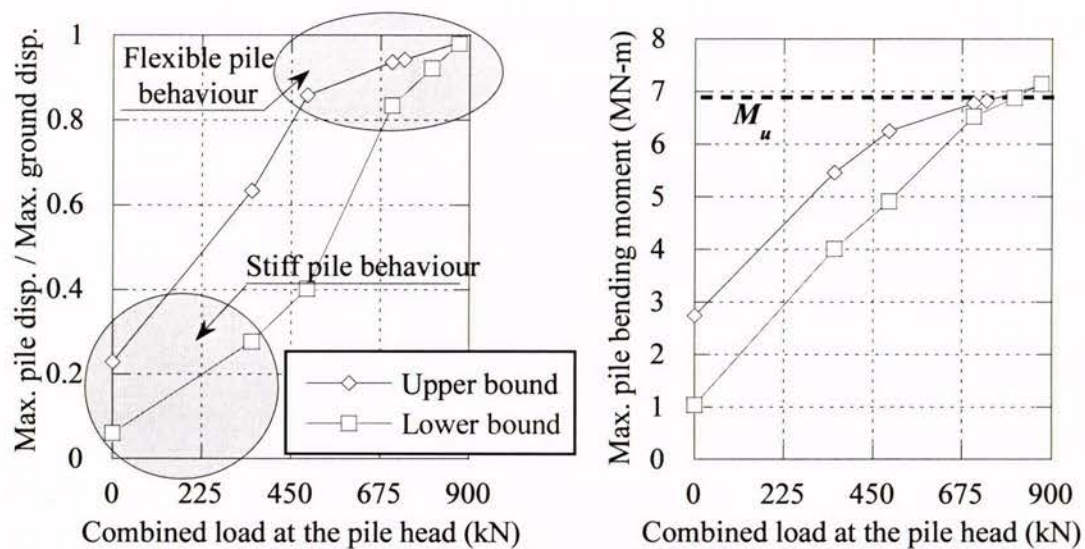 Max. pile disp. / Max. ground disp.
1
0.8
0.6
0.4
0.2
0
Flexible pile
behaviour
Stiff pile behaviour
Upper bound
Lower bound
0 225 450 675 900
Combined load at the pile head (kN)
Max. pile bending moment (MN-m)
8
7
6
5
4
3
2
1
0
Mu
0 225 450 675 900
Combined load at the pile head (kN)